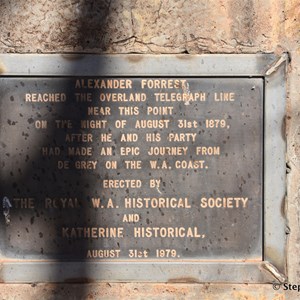 ALEXANDER FORREST
REACHED THE OVERLAND TELEGRAPH LINE
NEAR THIS POINT
ON THE NIGHT OF AUGUST 31st 1879,
AFTER HE AND HIS PARTY
HAD MADE AN EPIC JOURNEY FROM
DE GREY ON THE W.A. COAST.
ERECTED BY
THE ROYAL W.A. HISTORICAL SOCIETY
AND
KATHERINE HISTORICAL,
AUGUST 31st 1979.
© Step